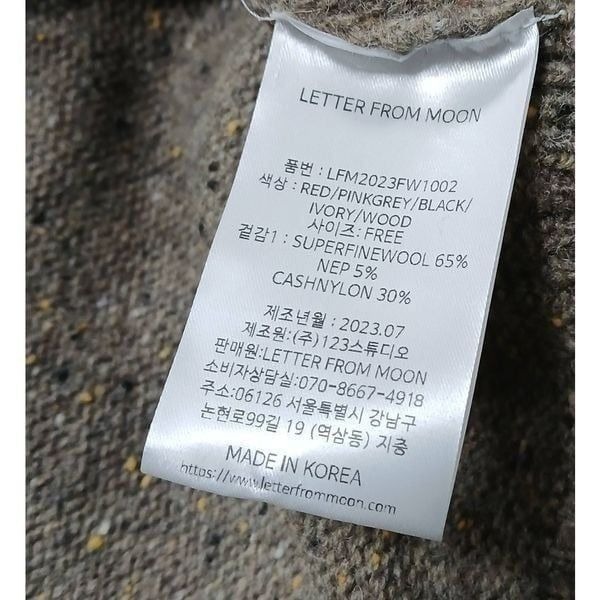 LETTER FROM MOON
품번 : LFM2023FW1002
색상 : RED/PINKGREY/BLACK/
IVORY/WOOD
사이즈: FREE
겉감1 : SUPERFINEWOOL 65%
NEP 5%
CASHNYLON 30%
제조년월 : 2023.07
제조원:(주)123스튜디오
판매원:LETTER FROM MOON
소비자상담실:070-8667-4918
주소:06126 서울특별시 강남구
논현로99길 19 (역삼동) 지층
MADE IN KOREA
https://www.letterfrommoon.com